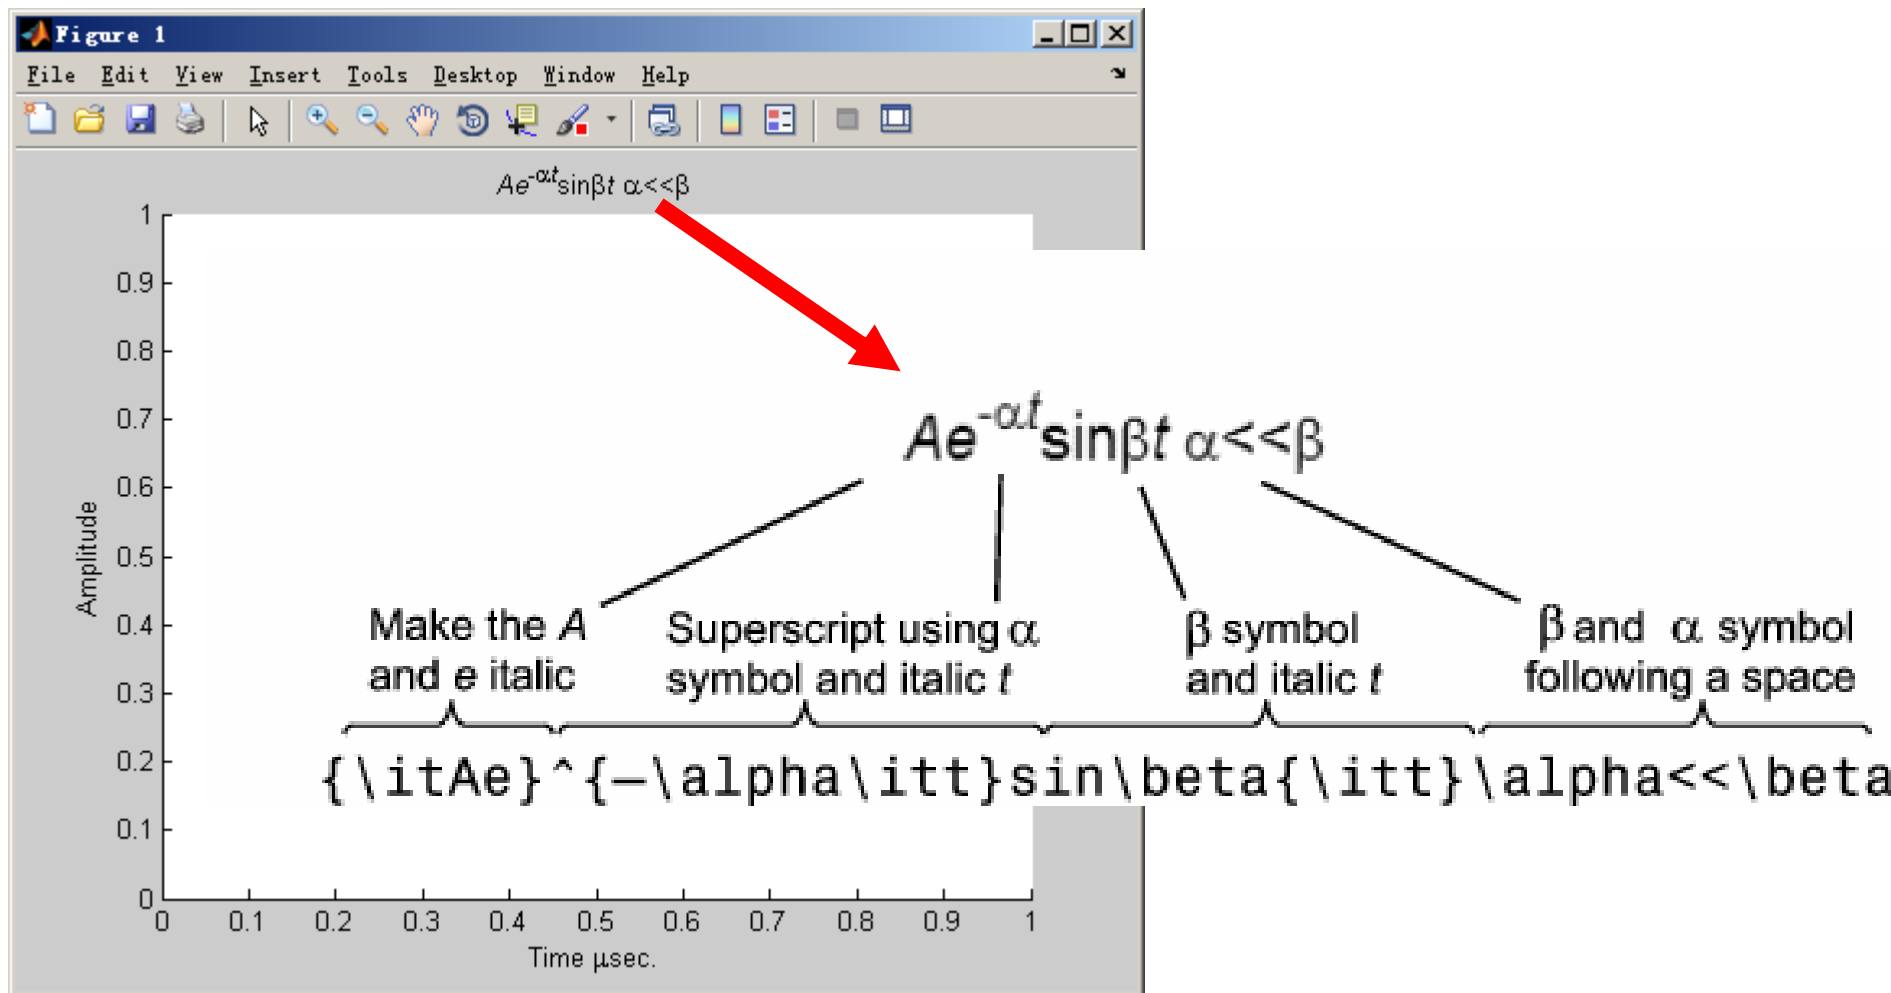 Figure 1
File Edit View Insert Tools Desktop Window Help
Ae^-αt sinβt α<<β
1
0.9
0.8
0.7
0.6
0.5
0.4
0.3
0.2
0.1
0
Amplitude
Ae^-αt sinβt α<<β
Make the A
and e italic
Superscript using α
symbol and italic t
β symbol
and italic t
β and α symbol
following a space
{\itAe}^{–\alpha\itt}sin\beta{\itt}\alpha<<\beta
0 0.1 0.2 0.3 0.4 0.5 0.6 0.7 0.8 0.9 1
Time μsec.